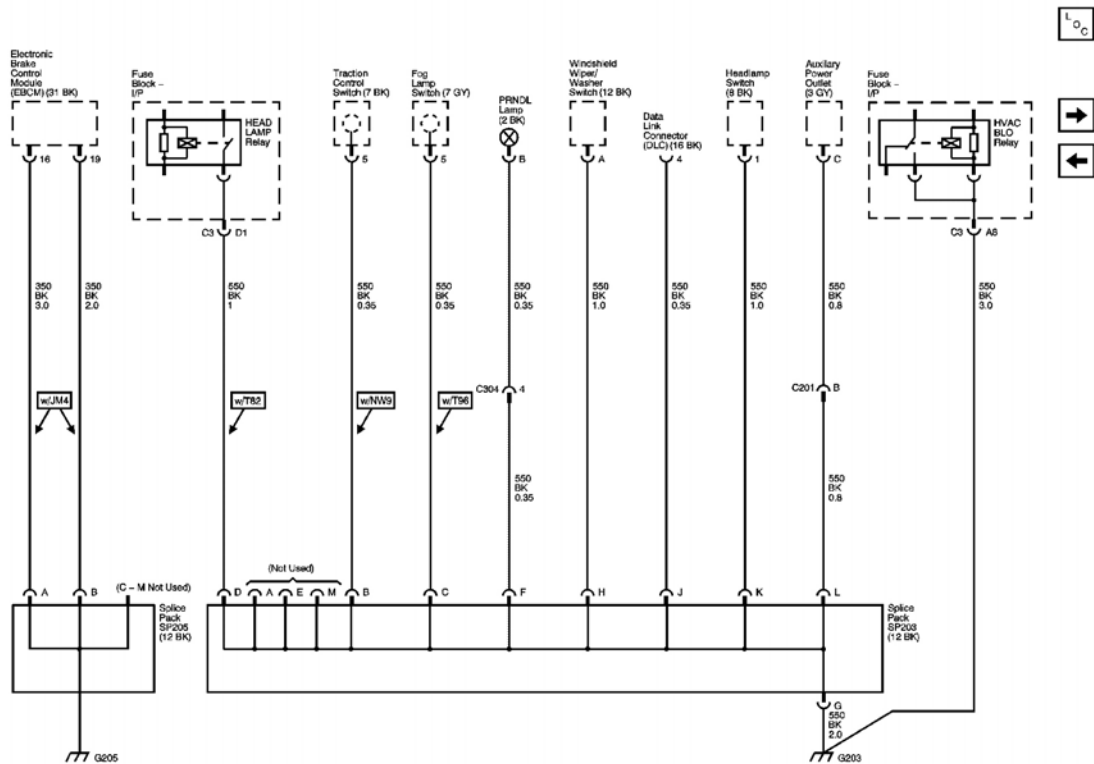 L
O
C
Electronic
Brake
Control
Module
(EBCM) (31 BK)
Fuse
Block –
I/P
HEAD
LAMP
Relay
Traction
Control
Switch (7 BK)
Fog
Lamp
Switch (7 GY)
PRNDL
Lamp
(2 BK)
Windshield
Wiper/
Washer
Switch (12 BK)
Data
Link
Connector
(DLC) (16 BK)
Headlamp
Switch
(8 BK)
Auxilary
Power
Outlet
(3 GY)
Fuse
Block –
I/P
HVAC
BLO
Relay
16 19 5 5 B A 4 1 C
C3 D1
C3 A6
350
BK
3.0
350
BK
2.0
550
BK
1
550
BK
0.35
550
BK
0.35
550
BK
0.35
550
BK
1.0
550
BK
0.35
550
BK
1.0
550
BK
0.8
550
BK
3.0
C304 4
C201 B
w/JM4
w/T82
w/NW9
w/T96
550
BK
0.35
550
BK
0.8
(Not Used)
A B (C – M Not Used)
D A E M B C F H J K L
Splice
Pack
SP205
(12 BK)
Splice
Pack
SP203
(12 BK)
G
550
BK
2.0
G205
G203